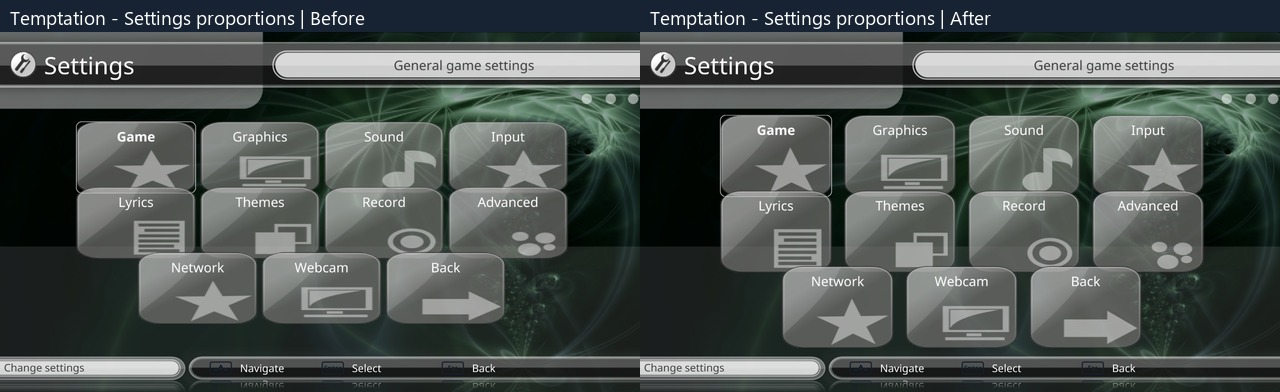 Temptation - Settings proportions | Before
Settings
General game settings
Game
Graphics
Sound
Input
Lyrics
Themes
Record
Advanced
Network
Webcam
Back
Change settings
Navigate
Select
Back
Temptation - Settings proportions | After
Settings
General game settings
Game
Graphics
Sound
Input
Lyrics
Themes
Record
Advanced
Network
Webcam
Back
Change settings
Navigate
Select
Back